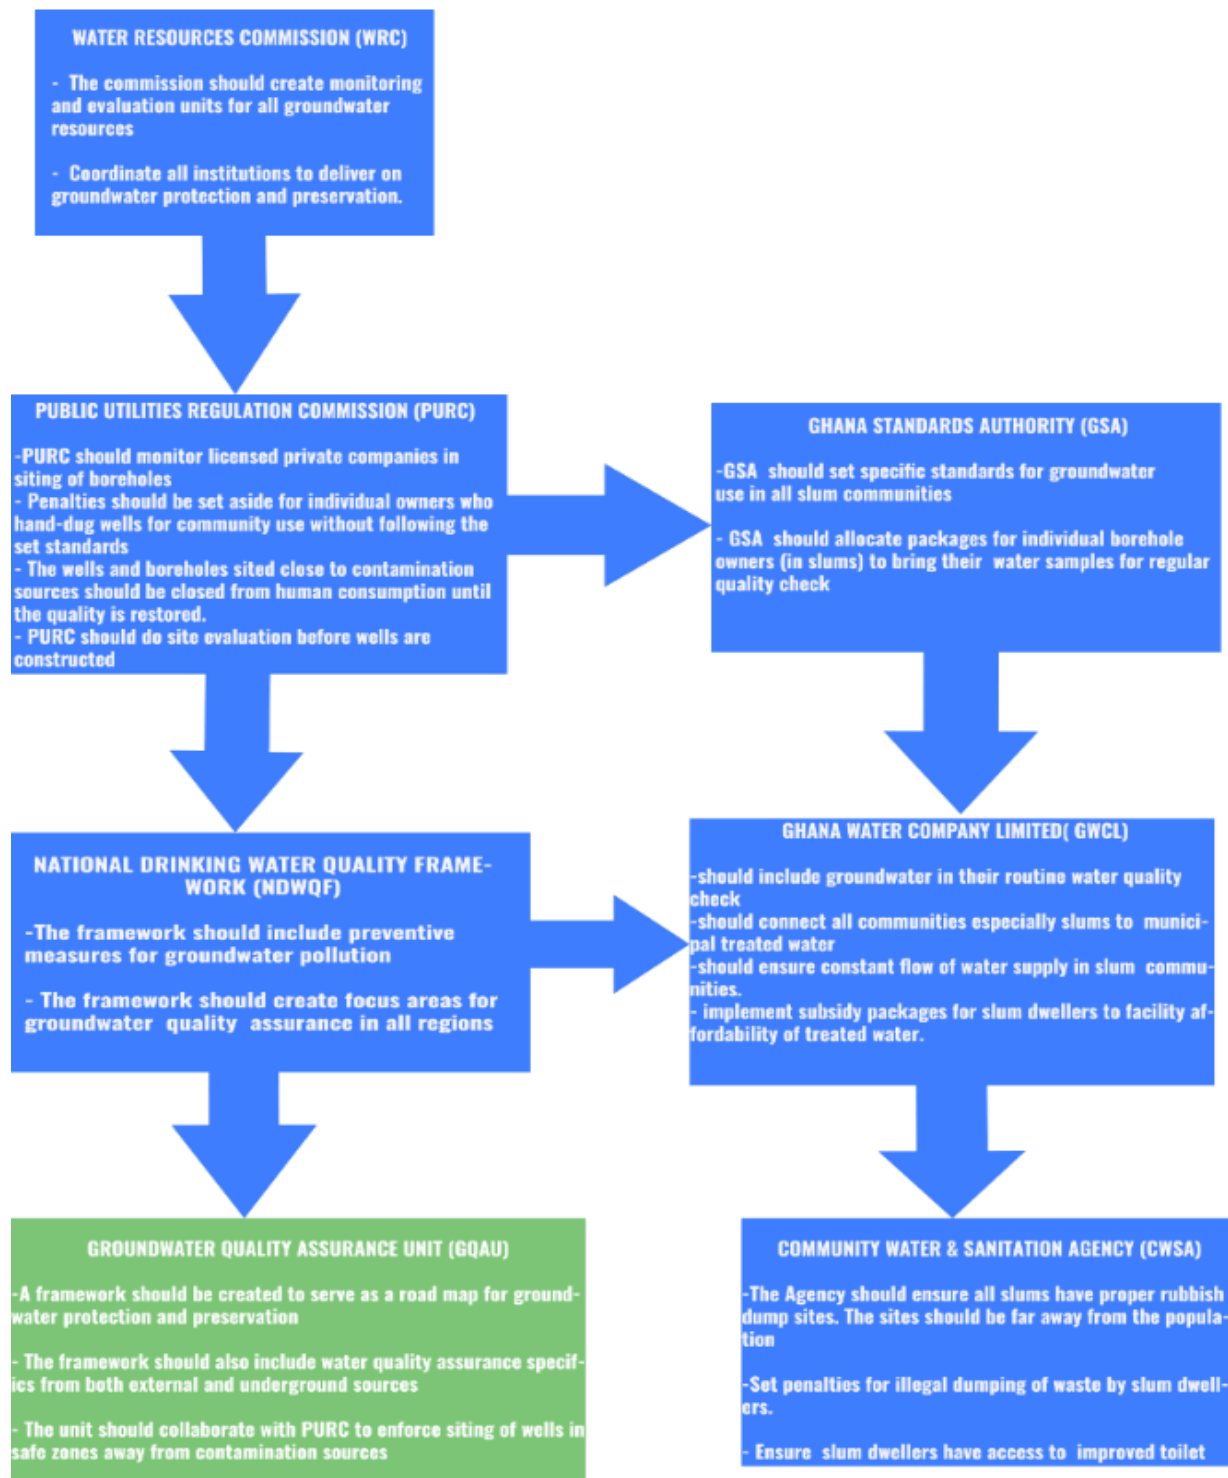 WATER RESOURCES COMMISSION (WRC)
- The commission should create monitoring
and evaluation units for all groundwater
resources
- Coordinate all institutions to deliver on
groundwater protection and preservation.
PUBLIC UTILITIES REGULATION COMMISSION (PURC)
-PURC should monitor licensed private companies in
siting of boreholes
- Penalties should be set aside for individual owners who
hand-dug wells for community use without following the
set standards
- The wells and boreholes sited close to contamination
sources should be closed from human consumption until
the quality is restored.
- PURC should do site evaluation before wells are
constructed
GHANA STANDARDS AUTHORITY (GSA)
-GSA should set specific standards for groundwater
use in all slum communities
- GSA should allocate packages for individual borehole
owners (in slums) to bring their water samples for regular
quality check
NATIONAL DRINKING WATER QUALITY FRAME-
WORK (NDWQF)
-The framework should include preventive
measures for groundwater pollution
- The framework should create focus areas for
groundwater quality assurance in all regions
GHANA WATER COMPANY LIMITED( GWCL)
-should include groundwater in their routine water quality
check
-should connect all communities especially slums to munici-
pal treated water
-should ensure constant flow of water supply in slum commu-
nities.
- implement subsidy packages for slum dwellers to facility af-
fordability of treated water.
GROUNDWATER QUALITY ASSURANCE UNIT (GQAU)
-A framework should be created to serve as a road map for ground-
water protection and preservation
- The framework should also include water quality assurance specif-
ics from both external and underground sources
- The unit should collaborate with PURC to enforce siting of wells in
safe zones away from contamination sources
COMMUNITY WATER & SANITATION AGENCY (CWSA)
-The Agency should ensure all slums have proper rubbish
dump sites. The sites should be far away from the popula-
tion
-Set penalties for illegal dumping of waste by slum dwell-
ers.
- Ensure slum dwellers have access to improved toilet